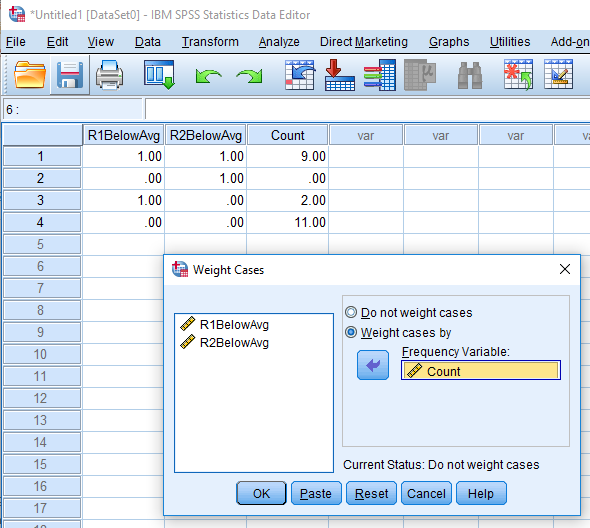 *Untitled1 [DataSet0] - IBM SPSS Statistics Data Editor
File Edit View Data Transform Analyze Direct Marketing Graphs Utilities Add-on
6 :
R1BelowAvg R2BelowAvg Count var var var
1 1.00 1.00 9.00
2 .00 1.00 .00
3 1.00 .00 2.00
4 .00 .00 11.00
5
6
7
8
9
10
11
12
13
14
15
16
17
Weight Cases
R1BelowAvg
R2BelowAvg
Do not weight cases
Weight cases by
Frequency Variable:
Count
Current Status: Do not weight cases
OK Paste Reset Cancel Help